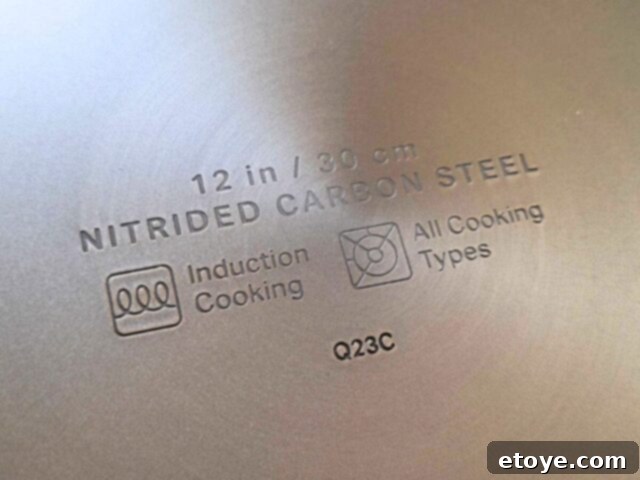 12 in / 30 cm
NITRIDED CARBON STEEL
Induction
Cooking
All Cooking
Types
Q23C
etoye.com